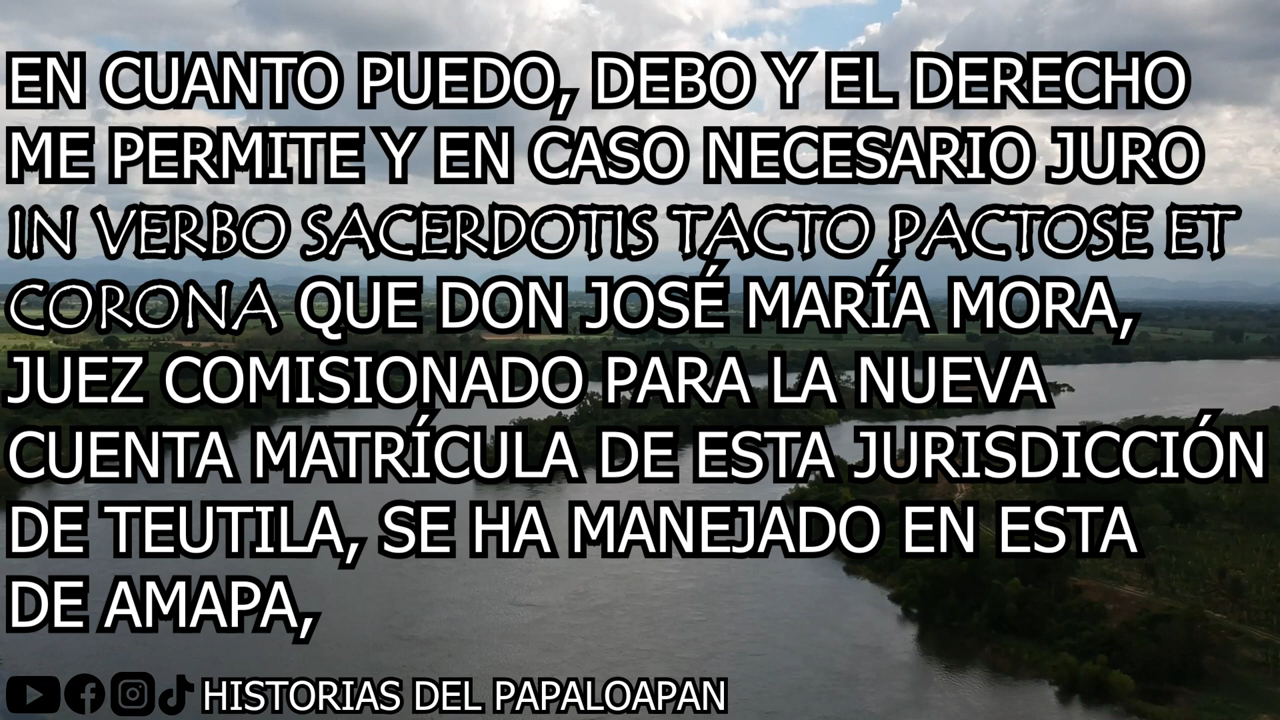 EN CUANTO PUEDO, DEBO Y EL DERECHO
ME PERMITE Y EN CASO NECESARIO JURO
IN VERBO SACERDOTIS TACTO PACTOSE ET
CORONA QUE DON JOSÉ MARÍA MORA,
JUEZ COMISIONADO PARA LA NUEVA
CUENTA MATRÍCULA DE ESTA JURISDICCIÓN
DE TEUTILA, SE HA MANEJADO EN ESTA
DE AMAPA,
HISTORIAS DEL PAPALOAPAN